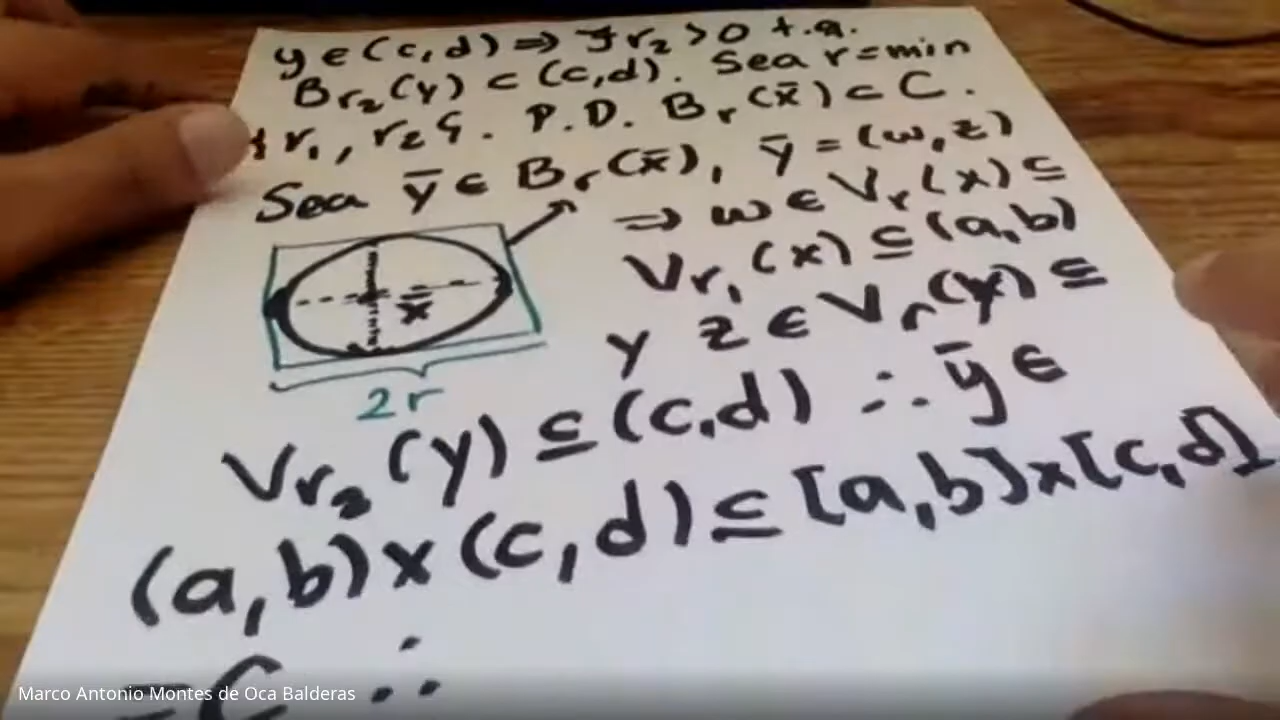 y ∈ (c,d) ⇒ ∃ r₂ > 0 t.q.
Br₂(y) ⊂ (c,d). Sea r = min
{r₁, r₂}. P.D. Br(x̄) ⊂ C.
Sea ȳ ∈ Br(x̄), ȳ = (w,z)
⇒ w ∈ Vr(x) ⊆
Vr₁(x) ⊆ (a,b)
y z ∈ Vr(y) ⊆
x̄
2r
Vr₂(y) ⊆ (c,d) ∴ ȳ ∈
(a,b) x (c,d) ⊆ [a,b] x [c,d]
= C ∴
Marco Antonio Montes de Oca Balderas